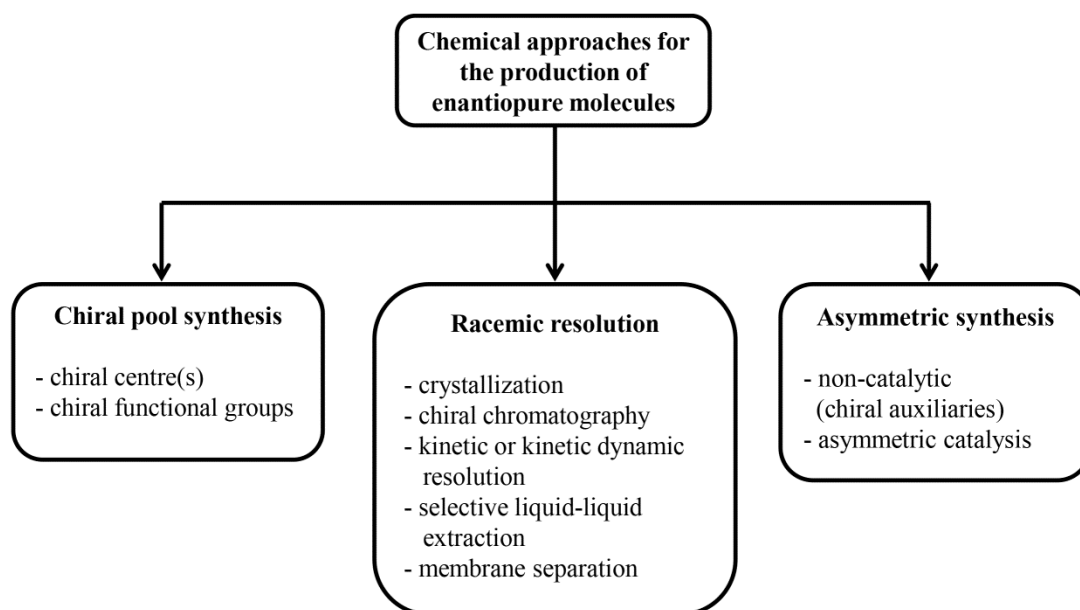 Chemical approaches for
the production of
enantiopure molecules
Chiral pool synthesis
- chiral centre(s)
- chiral functional groups
Racemic resolution
- crystallization
- chiral chromatography
- kinetic or kinetic dynamic
resolution
- selective liquid-liquid
extraction
- membrane separation
Asymmetric synthesis
- non-catalytic
(chiral auxiliaries)
- asymmetric catalysis